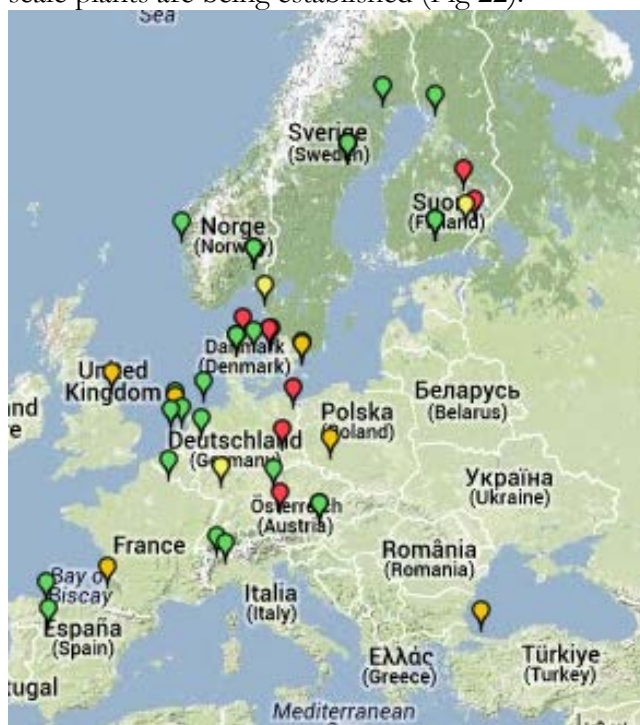 scale plants are being established (Fig 22).
Sea
Sverige
(Sweden)
Norge
(Norway)
(Finland)
Danmark
(Denmark)
United
Kingdom
Беларусь
(Belarus)
Polska
(Poland)
Deutschland
(Germany)
Україна
(Ukraine)
Österreich
(Austria)
France
România
(Romania)
Bay of
Biscay
Italia
(Italy)
España
(Spain)
Ελλάς
(Greece)
Türkiye
(Turkey)
tugal
Mediterranean